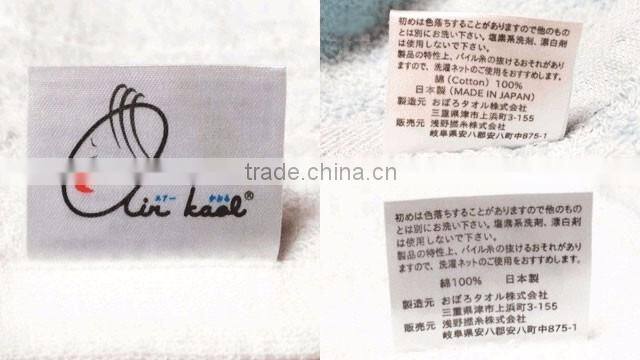 エアー かおる
air kaol®
初めは色落ちすることがありますので他のもの
とは別にお洗い下さい。塩素系洗剤、漂白剤
は使用しないで下さい。
製品の特性上、パイル糸の抜けるおそれがあり
ますので、洗濯ネットのご使用をおすすめします。
綿 (Cotton) 100%
日本製 (MADE IN JAPAN)
製造元 おぼろタオル株式会社
三重県津市上浜町3-155
販売元 浅野撚糸株式会社
岐阜県安八郡安八町中875-1
trade.china.cn
初めは色落ちすることがありますので他のもの
とは別にお洗い下さい。塩素系洗剤、漂白剤
は使用しないで下さい。
製品の特性上、パイル糸の抜けるおそれがあり
ますので、洗濯ネットのご使用をおすすめします。
綿100% 日本製
製造元 おぼろタオル株式会社
三重県津市上浜町3-155
販売元 浅野撚糸株式会社
岐阜県安八郡安八町中875-1